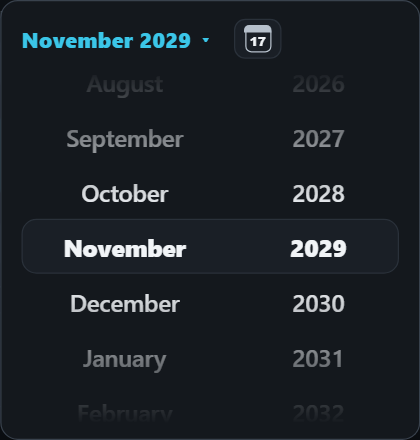 November 2029
17
August 2026
September 2027
October 2028
November 2029
December 2030
January 2031
February 2032